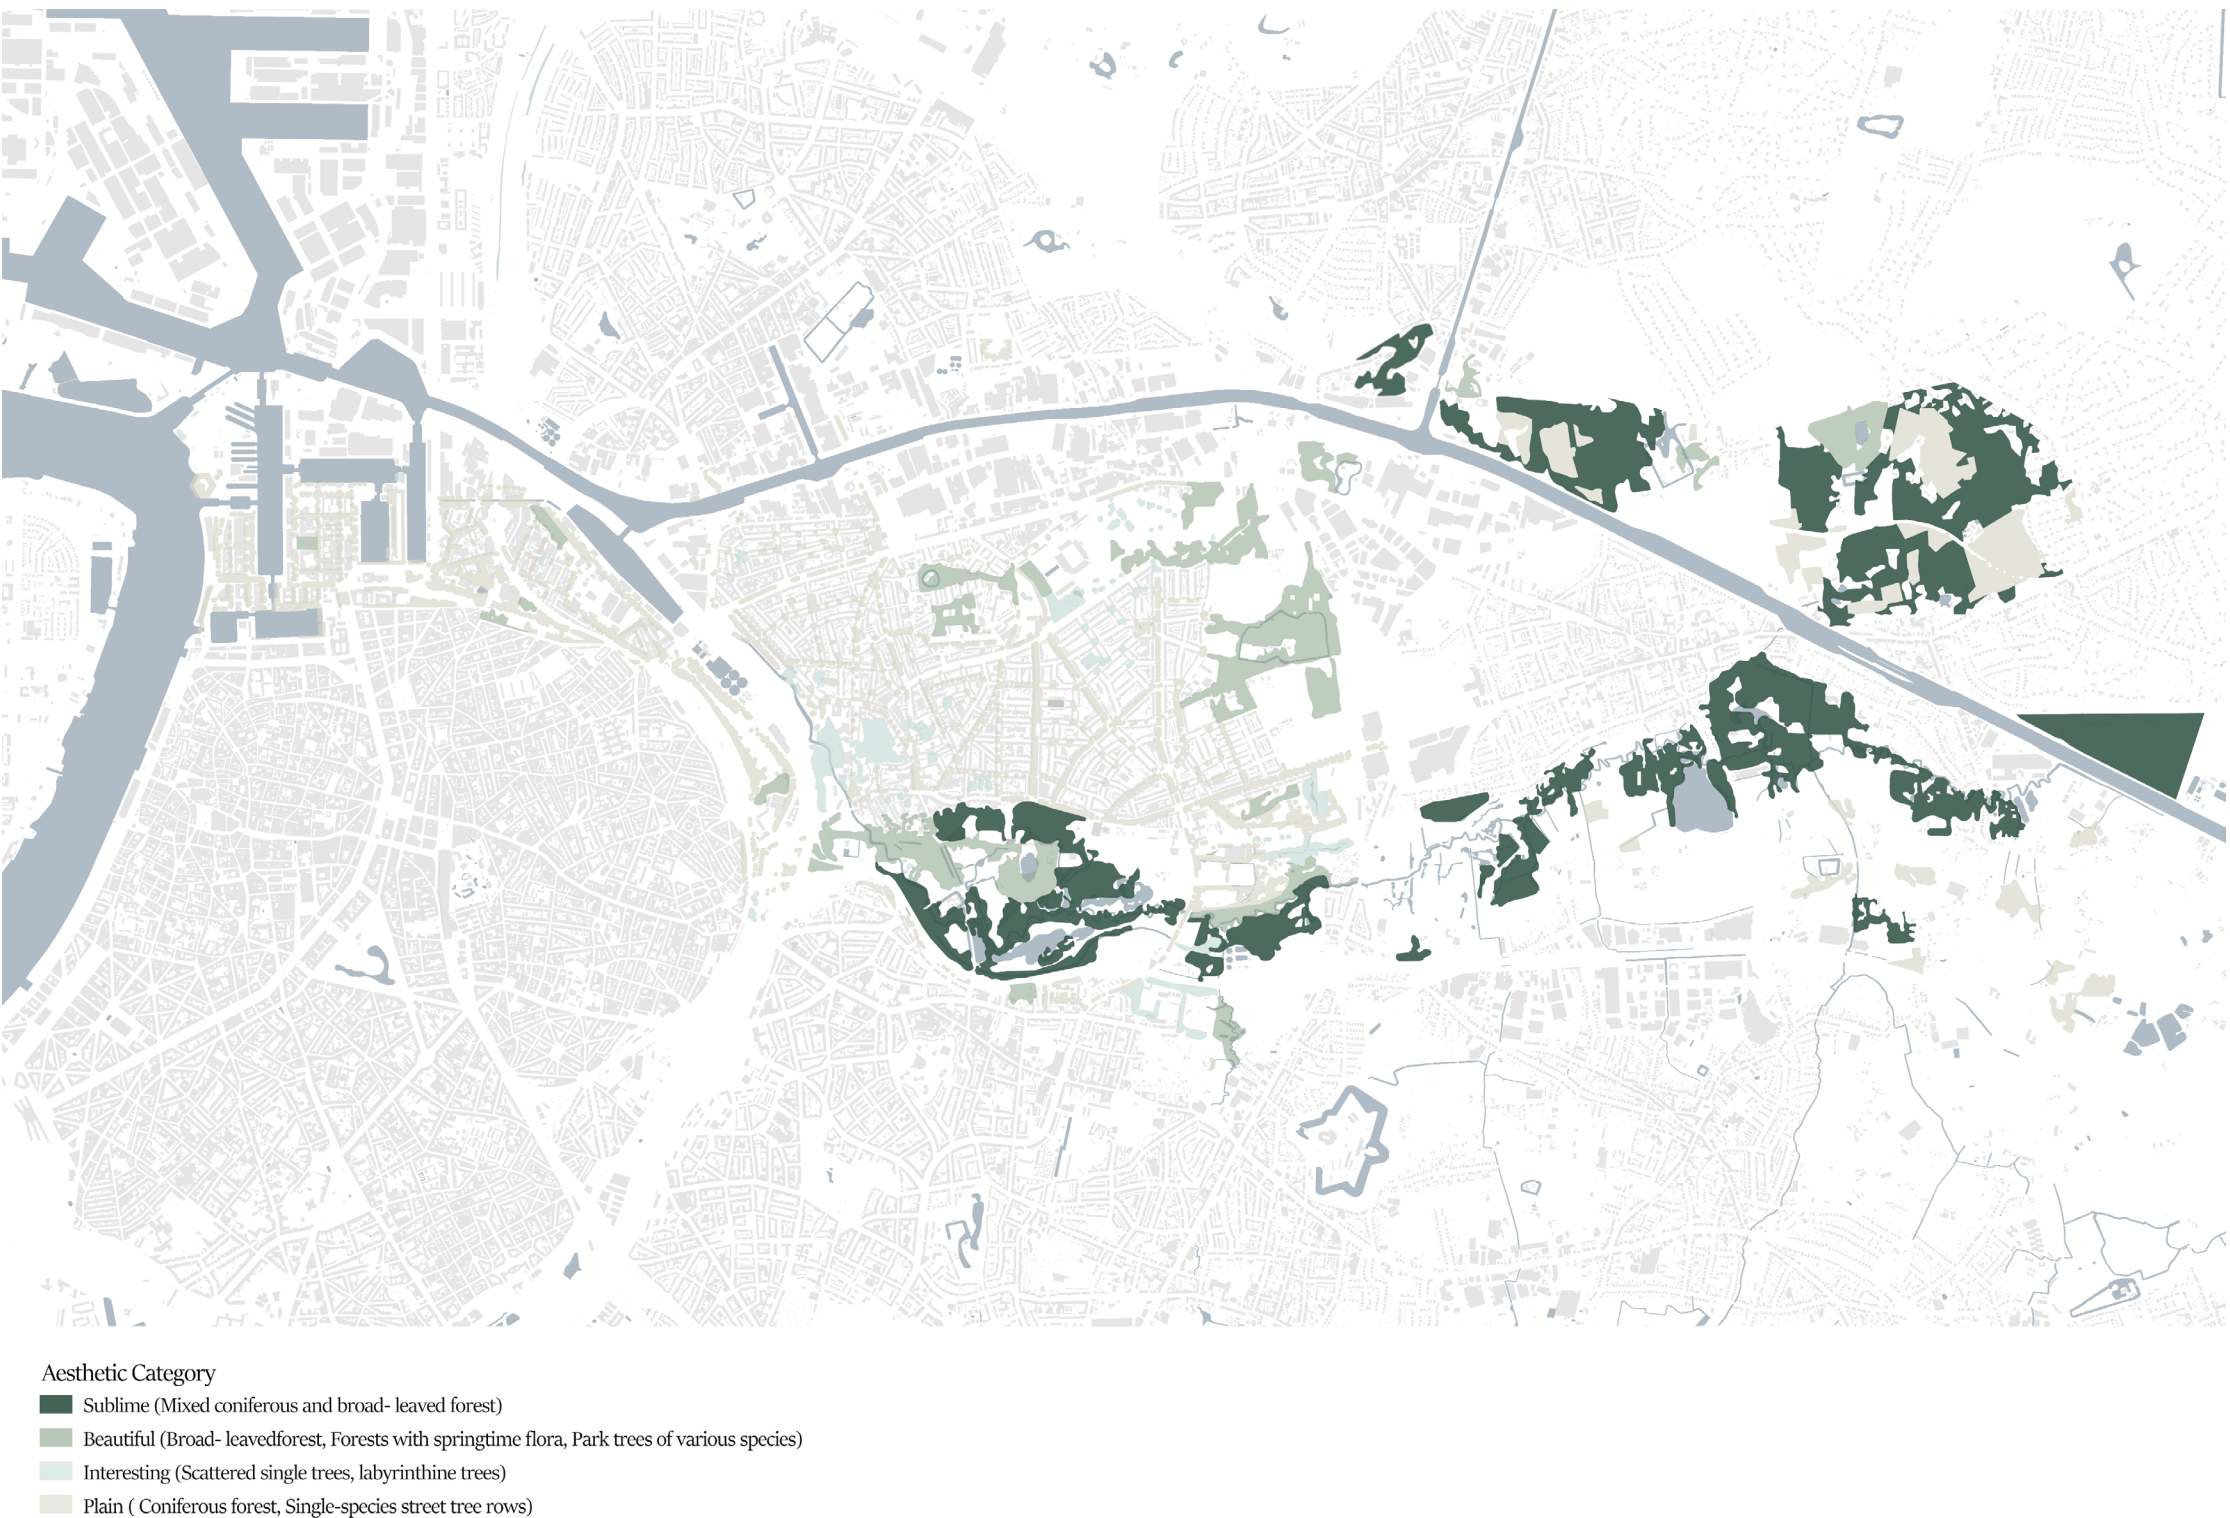 Aesthetic Category
Sublime (Mixed coniferous and broad- leaved forest)
Beautiful (Broad- leavedforest, Forests with springtime flora, Park trees of various species)
Interesting (Scattered single trees, labyrinthine trees)
Plain ( Coniferous forest, Single-species street tree rows)